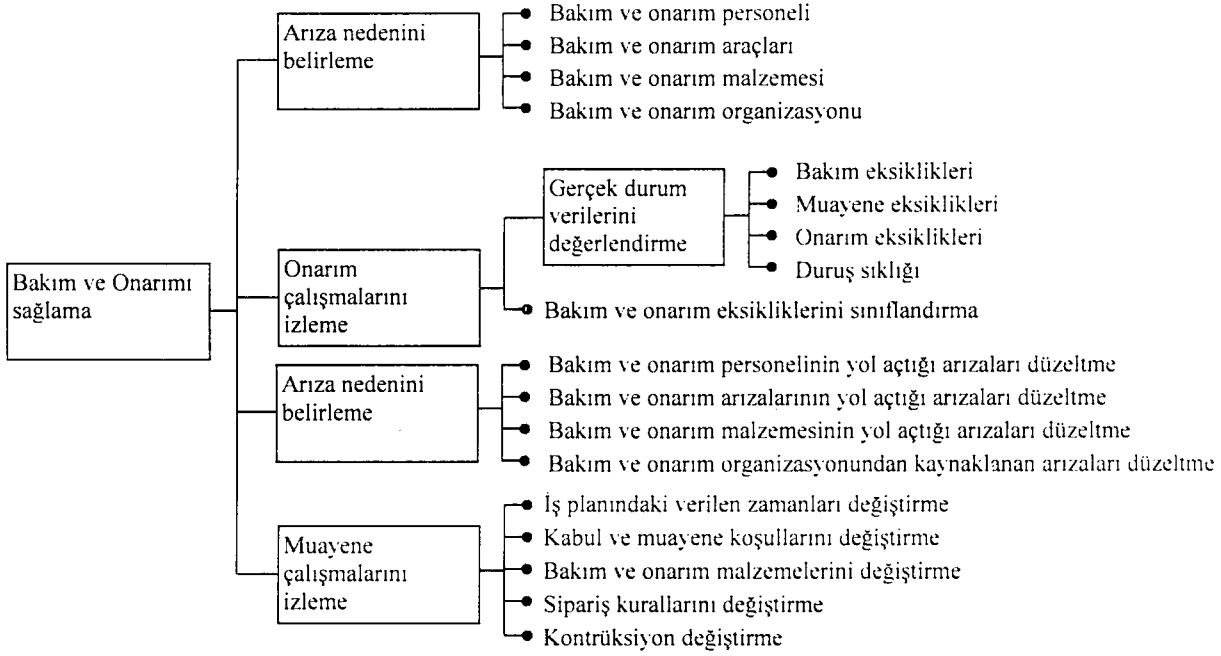 Bakım ve Onarımı
sağlama
Arıza nedenini
belirleme
Bakım ve onarım personeli
Bakım ve onarım araçları
Bakım ve onarım malzemesi
Bakım ve onarım organizasyonu
Onarım
çalışmalarını
izleme
Gerçek durum
verilerini
değerlendirme
Bakım eksiklikleri
Muayene eksiklikleri
Onarım eksiklikleri
Duruş sıklığı
Bakım ve onarım eksikliklerini sınıflandırma
Arıza nedenini
belirleme
Bakım ve onarım personelinin yol açtığı arızaları düzeltme
Bakım ve onarım arızalarının yol açtığı arızaları düzeltme
Bakım ve onarım malzemesinin yol açtığı arızaları düzeltme
Bakım ve onarım organizasyonundan kaynaklanan arızaları düzeltme
Muayene
çalışmalarını
izleme
İş planındaki verilen zamanları değiştirme
Kabul ve muayene koşullarını değiştirme
Bakım ve onarım malzemelerini değiştirme
Sipariş kurallarını değiştirme
Kontrüksiyon değiştirme